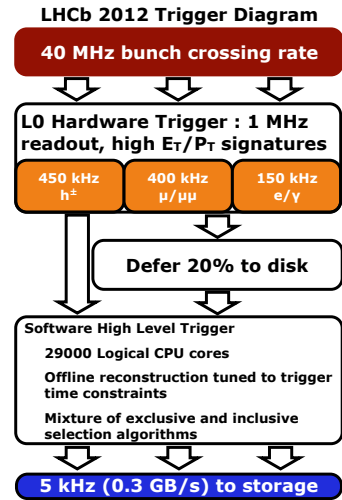 LHCb 2012 Trigger Diagram
40 MHz bunch crossing rate
L0 Hardware Trigger : 1 MHz
readout, high E_T/P_T signatures
450 kHz
h±
400 kHz
µ/µµ
150 kHz
e/γ
Defer 20% to disk
Software High Level Trigger
29000 Logical CPU cores
Offline reconstruction tuned to trigger
time constraints
Mixture of exclusive and inclusive
selection algorithms
5 kHz (0.3 GB/s) to storage